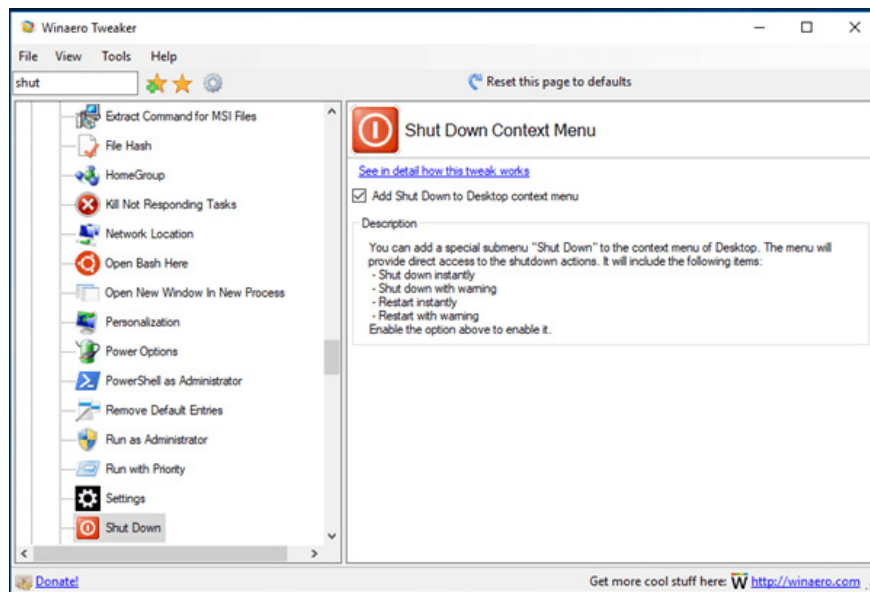 Winaero Tweaker
File View Tools Help
shut
Reset this page to defaults
Extract Command for MSI Files
File Hash
HomeGroup
Kill Not Responding Tasks
Network Location
Open Bash Here
Open New Window In New Process
Personalization
Power Options
PowerShell as Administrator
Remove Default Entries
Run as Administrator
Run with Priority
Settings
Shut Down
Shut Down Context Menu
See in detail how this tweak works
Add Shut Down to Desktop context menu
Description
You can add a special submenu "Shut Down" to the context menu of Desktop. The menu will
provide direct access to the shutdown actions. It will include the following items:
- Shut down instantly
- Shut down with warning
- Restart instantly
- Restart with warning
Enable the option above to enable it.
Donate!
Get more cool stuff here: W http://winaero.com